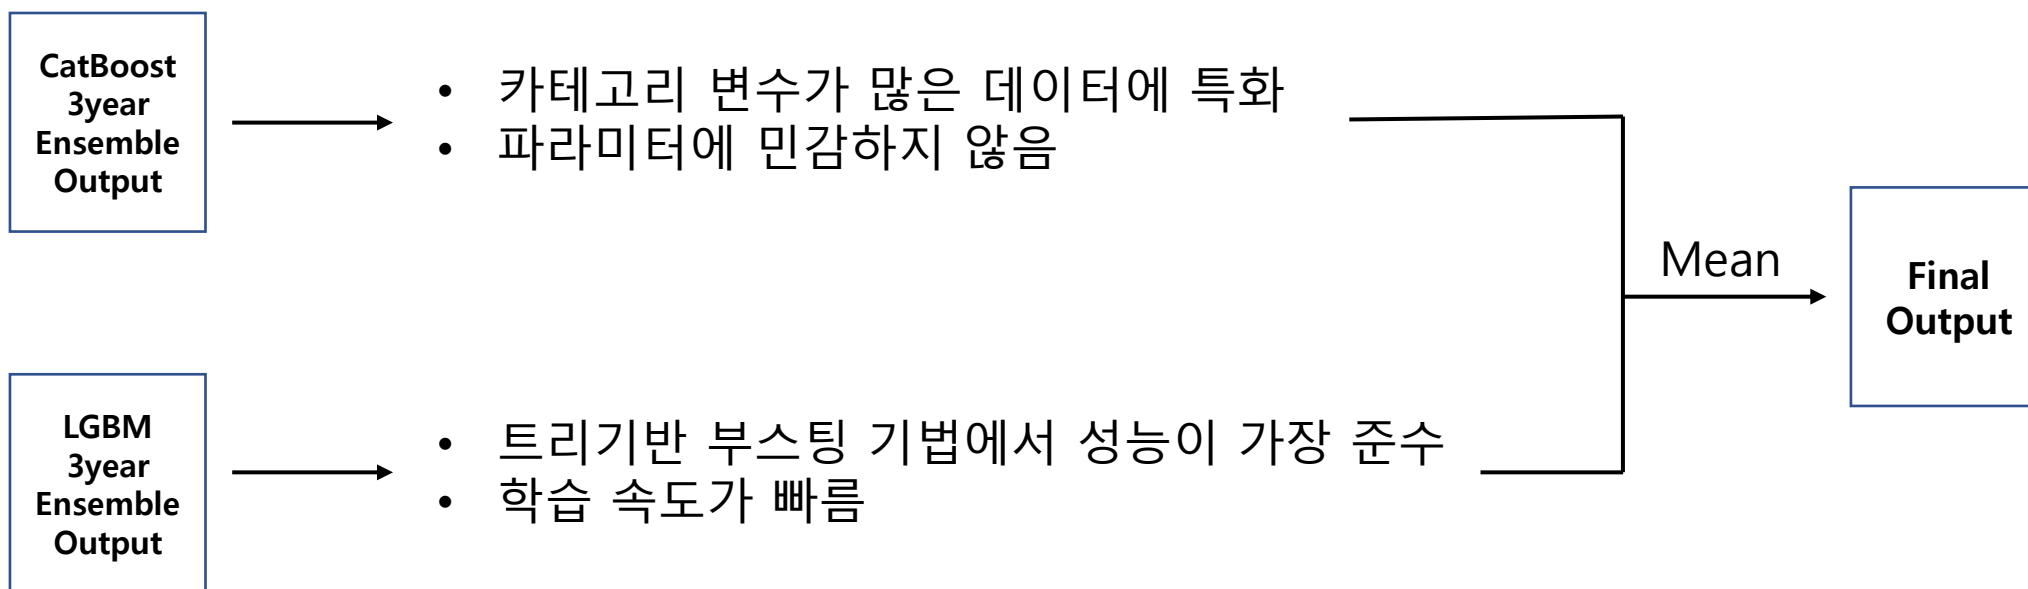 CatBoost
3year
Ensemble
Output
• 카테고리 변수가 많은 데이터에 특화
• 파라미터에 민감하지 않음
Mean
Final
Output
LGBM
3year
Ensemble
Output
• 트리기반 부스팅 기법에서 성능이 가장 준수
• 학습 속도가 빠름